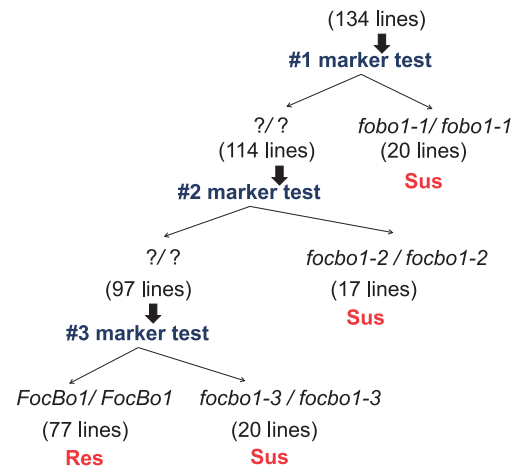 (134 lines)
#1 marker test
?/ ? fobo1-1/ fobo1-1
(114 lines) (20 lines)
Sus
#2 marker test
?/ ? focbo1-2 / focbo1-2
(97 lines) (17 lines)
Sus
#3 marker test
FocBo1/ FocBo1 focbo1-3 / focbo1-3
(77 lines) (20 lines)
Res Sus